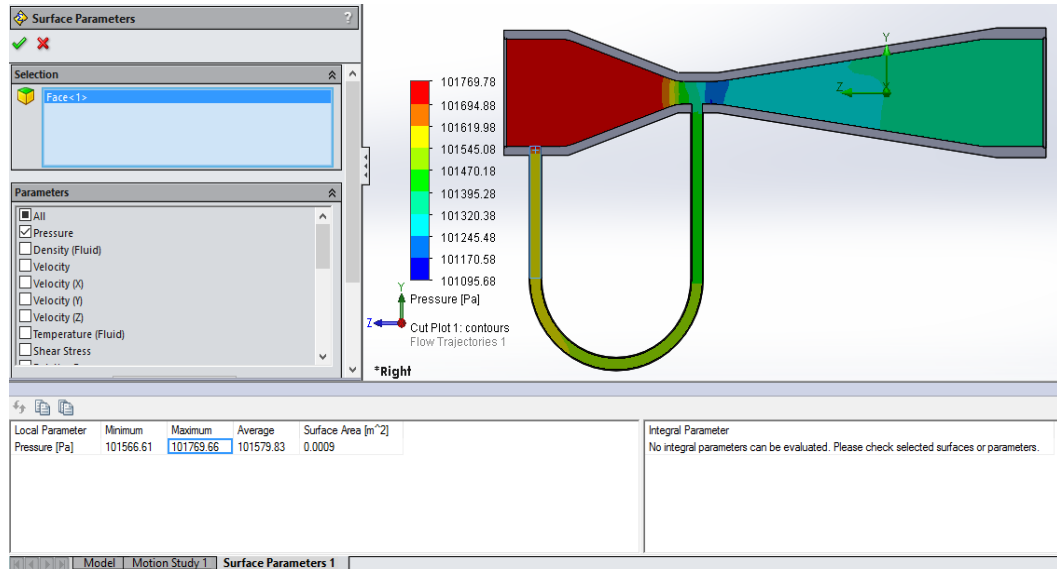 Surface Parameters
?
Selection
Face<1>
Parameters
All
Pressure
Density (Fluid)
Velocity
Velocity (X)
Velocity (Y)
Velocity (Z)
Temperature (Fluid)
Shear Stress
101769.78
101694.88
101619.98
101545.08
101470.18
101395.28
101320.38
101245.48
101170.58
101095.68
Pressure [Pa]
Cut Plot 1: contours
Flow Trajectories 1
Y
Z
Y
Z
*Right
Local Parameter Minimum Maximum Average Surface Area [m^2]
Pressure [Pa] 101566.61 101769.66 101579.83 0.0009
Integral Parameter
No integral parameters can be evaluated. Please check selected surfaces or parameters.
Model Motion Study 1 Surface Parameters 1